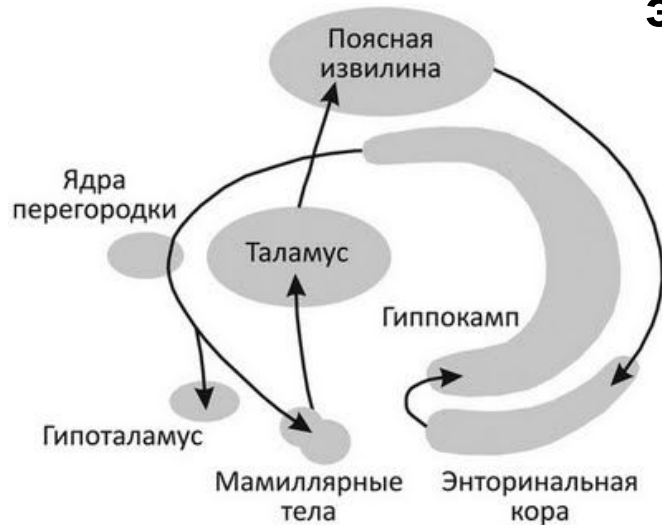 Э
Поясная
извилина
Ядра
перегородки
Таламус
Гиппокамп
Гипоталамус
Мамиллярные
тела
Энторинальная
кора